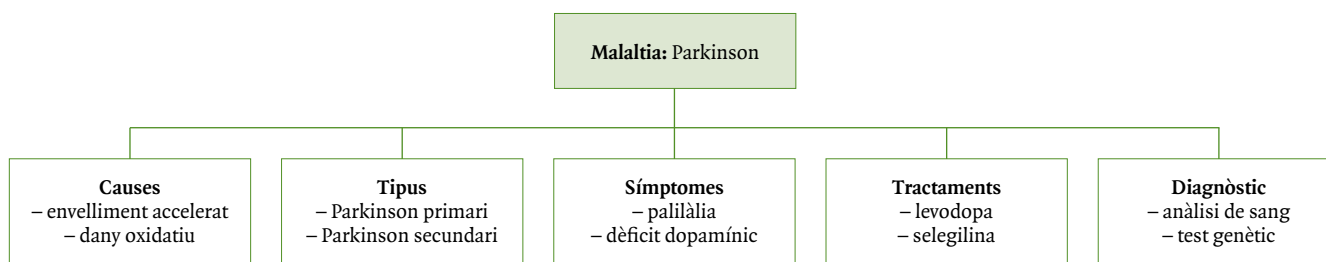 Malaltia: Parkinson
Causes
– envelliment accelerat
– dany oxidatiu
Tipus
– Parkinson primari
– Parkinson secundari
Símptomes
– palilàlia
– dèficit dopamínic
Tractaments
– levodopa
– selegilina
Diagnòstic
– anàlisi de sang
– test genètic